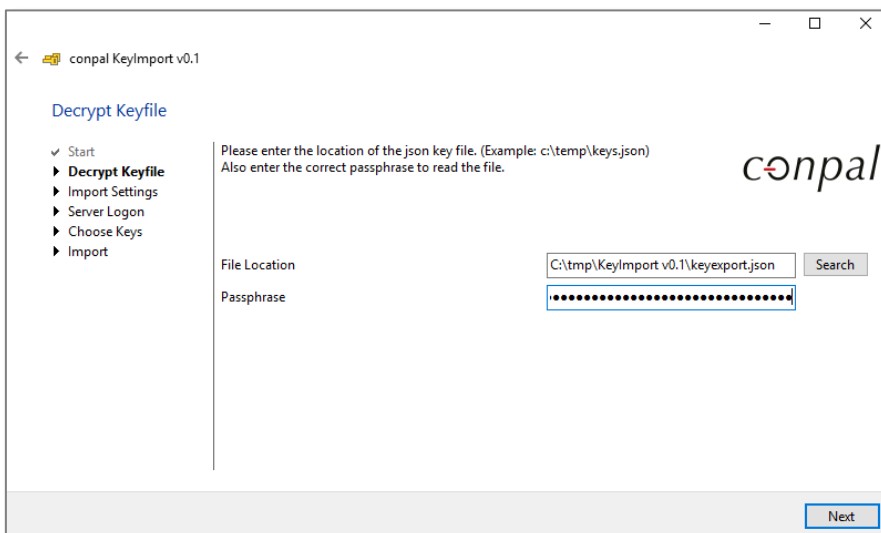 conpal KeyImport v0.1
Decrypt Keyfile
Start
Decrypt Keyfile
Import Settings
Server Logon
Choose Keys
Import
Please enter the location of the json key file. (Example: c:\temp\keys.json)
Also enter the correct passphrase to read the file.
conpal
File Location
C:\tmp\KeyImport v0.1\keyexport.json
Search
Passphrase
Next